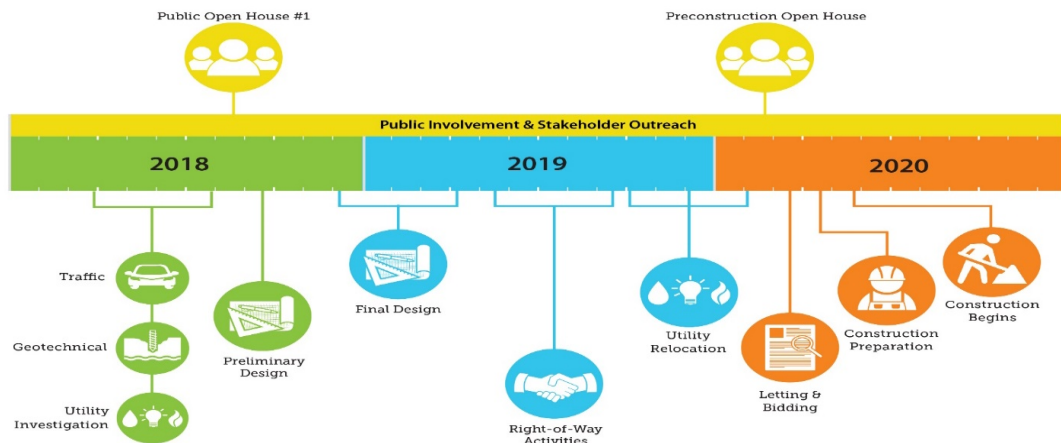 Public Open House #1
Preconstruction Open House
Public Involvement & Stakeholder Outreach
2018
2019
2020
Traffic
Geotechnical
Utility
Investigation
Preliminary
Design
Final Design
Right-of-Way
Activities
Utility
Relocation
Letting &
Bidding
Construction
Preparation
Construction
Begins